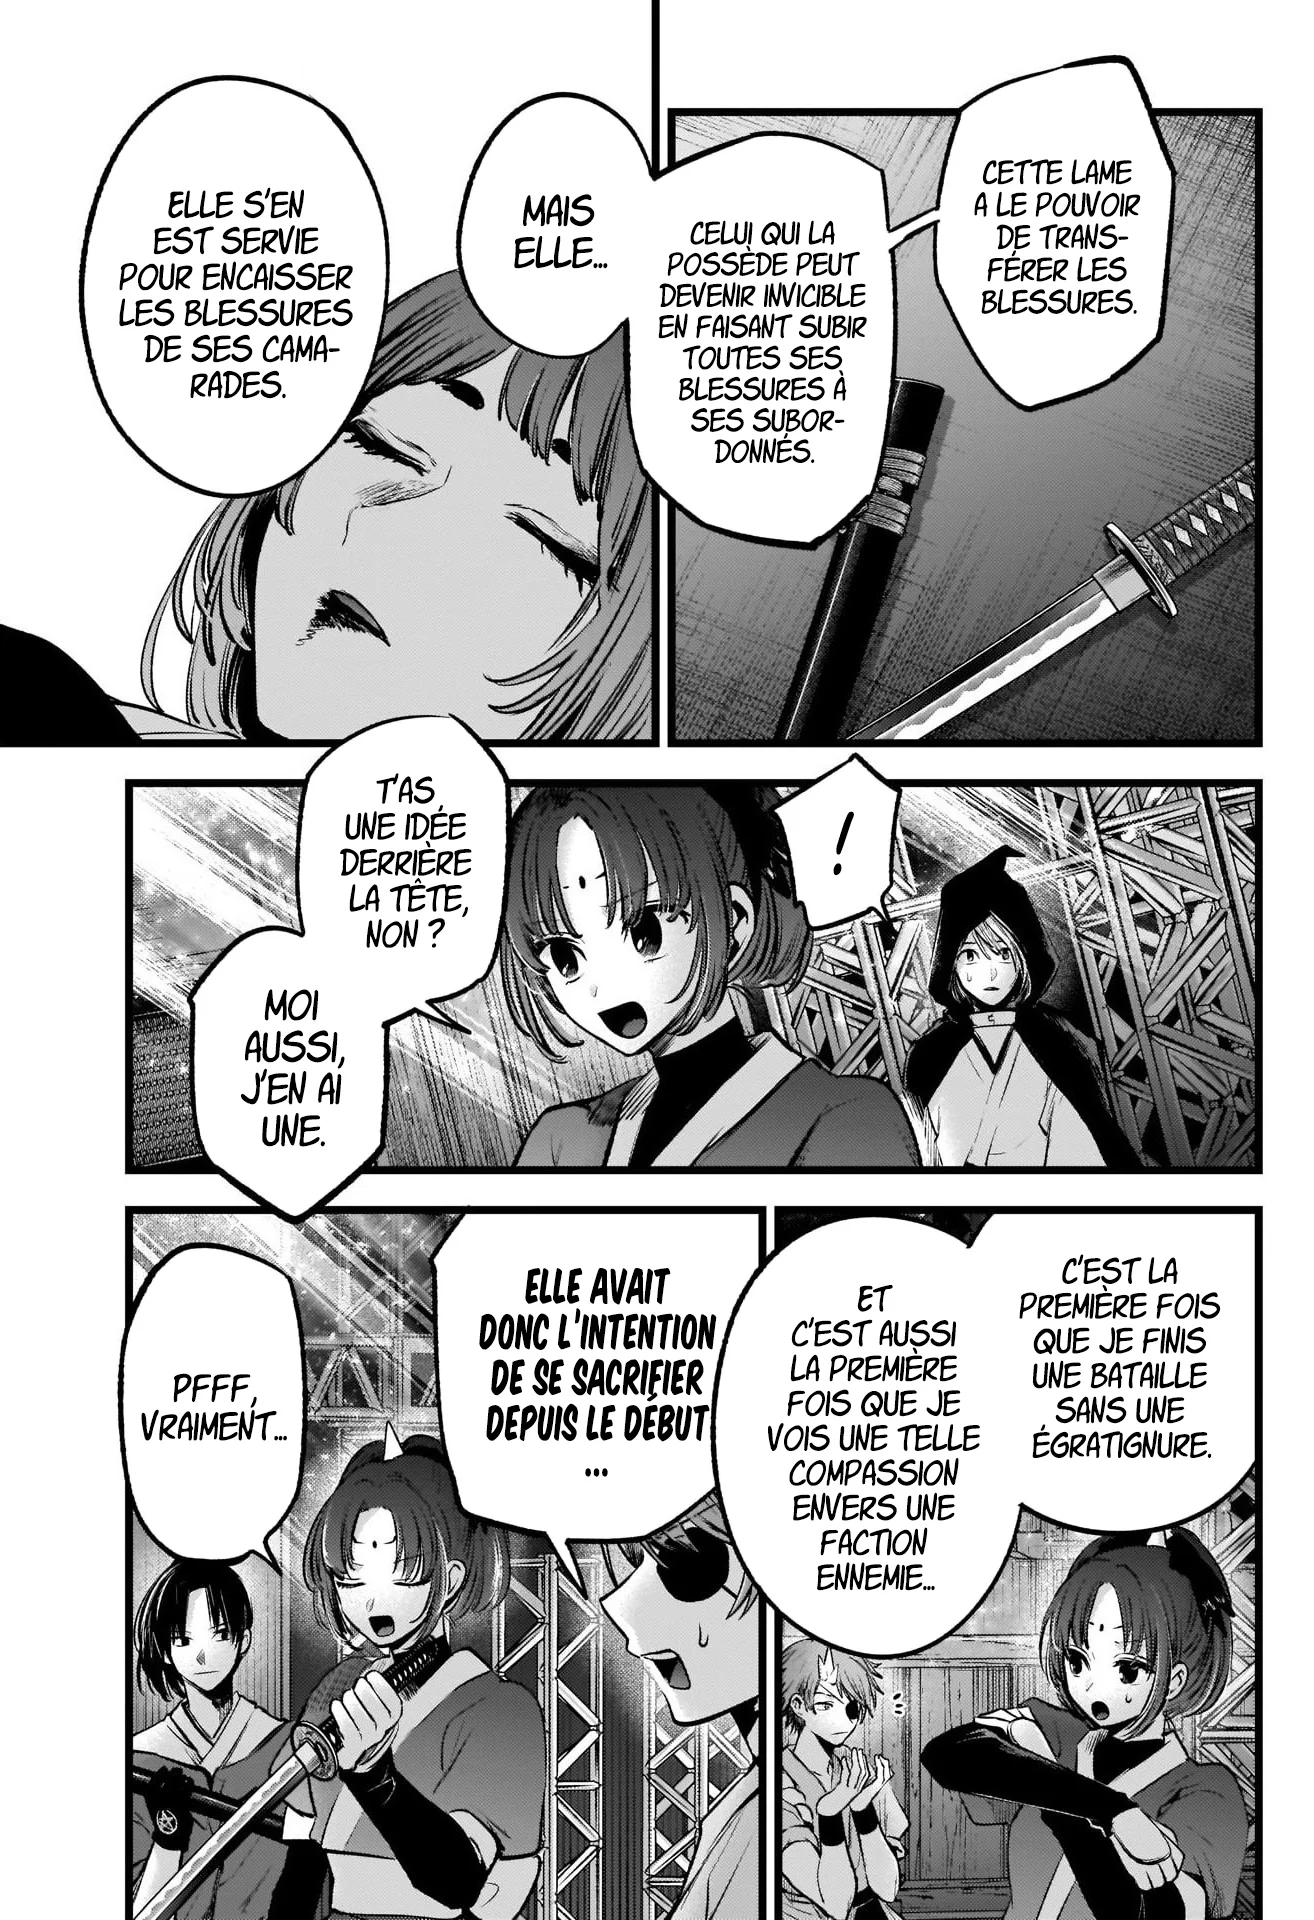 CETTE LAME
A LE POUVOIR
DE TRANS-
FÉRER LES
BLESSURES.
CELUI QUI LA
POSSÈDE PEUT
DEVENIR INVICIBLE
EN FAISANT SUBIR
TOUTES SES
BLESSURES À
SES SUBOR-
DONNÉS.
MAIS
ELLE...
ELLE S'EN
EST SERVIE
POUR ENCAISSER
LES BLESSURES
DE SES CAMA-
RADES.
!
T'AS
UNE IDÉE
DERRIÈRE
LA TÊTE,
NON ?
MOI
AUSSI,
J'EN AI
UNE.
C'EST LA
PREMIÈRE FOIS
QUE JE FINIS
UNE BATAILLE
SANS UNE
ÉGRATIGNURE.
ET
C'EST AUSSI
LA PREMIÈRE
FOIS QUE JE
VOIS UNE TELLE
COMPASSION
ENVERS UNE
FACTION
ENNEMIE...
ELLE AVAIT
DONC L'INTENTION
DE SE SACRIFIER
DEPUIS LE DÉBUT
...
PFFF,
VRAIMENT...